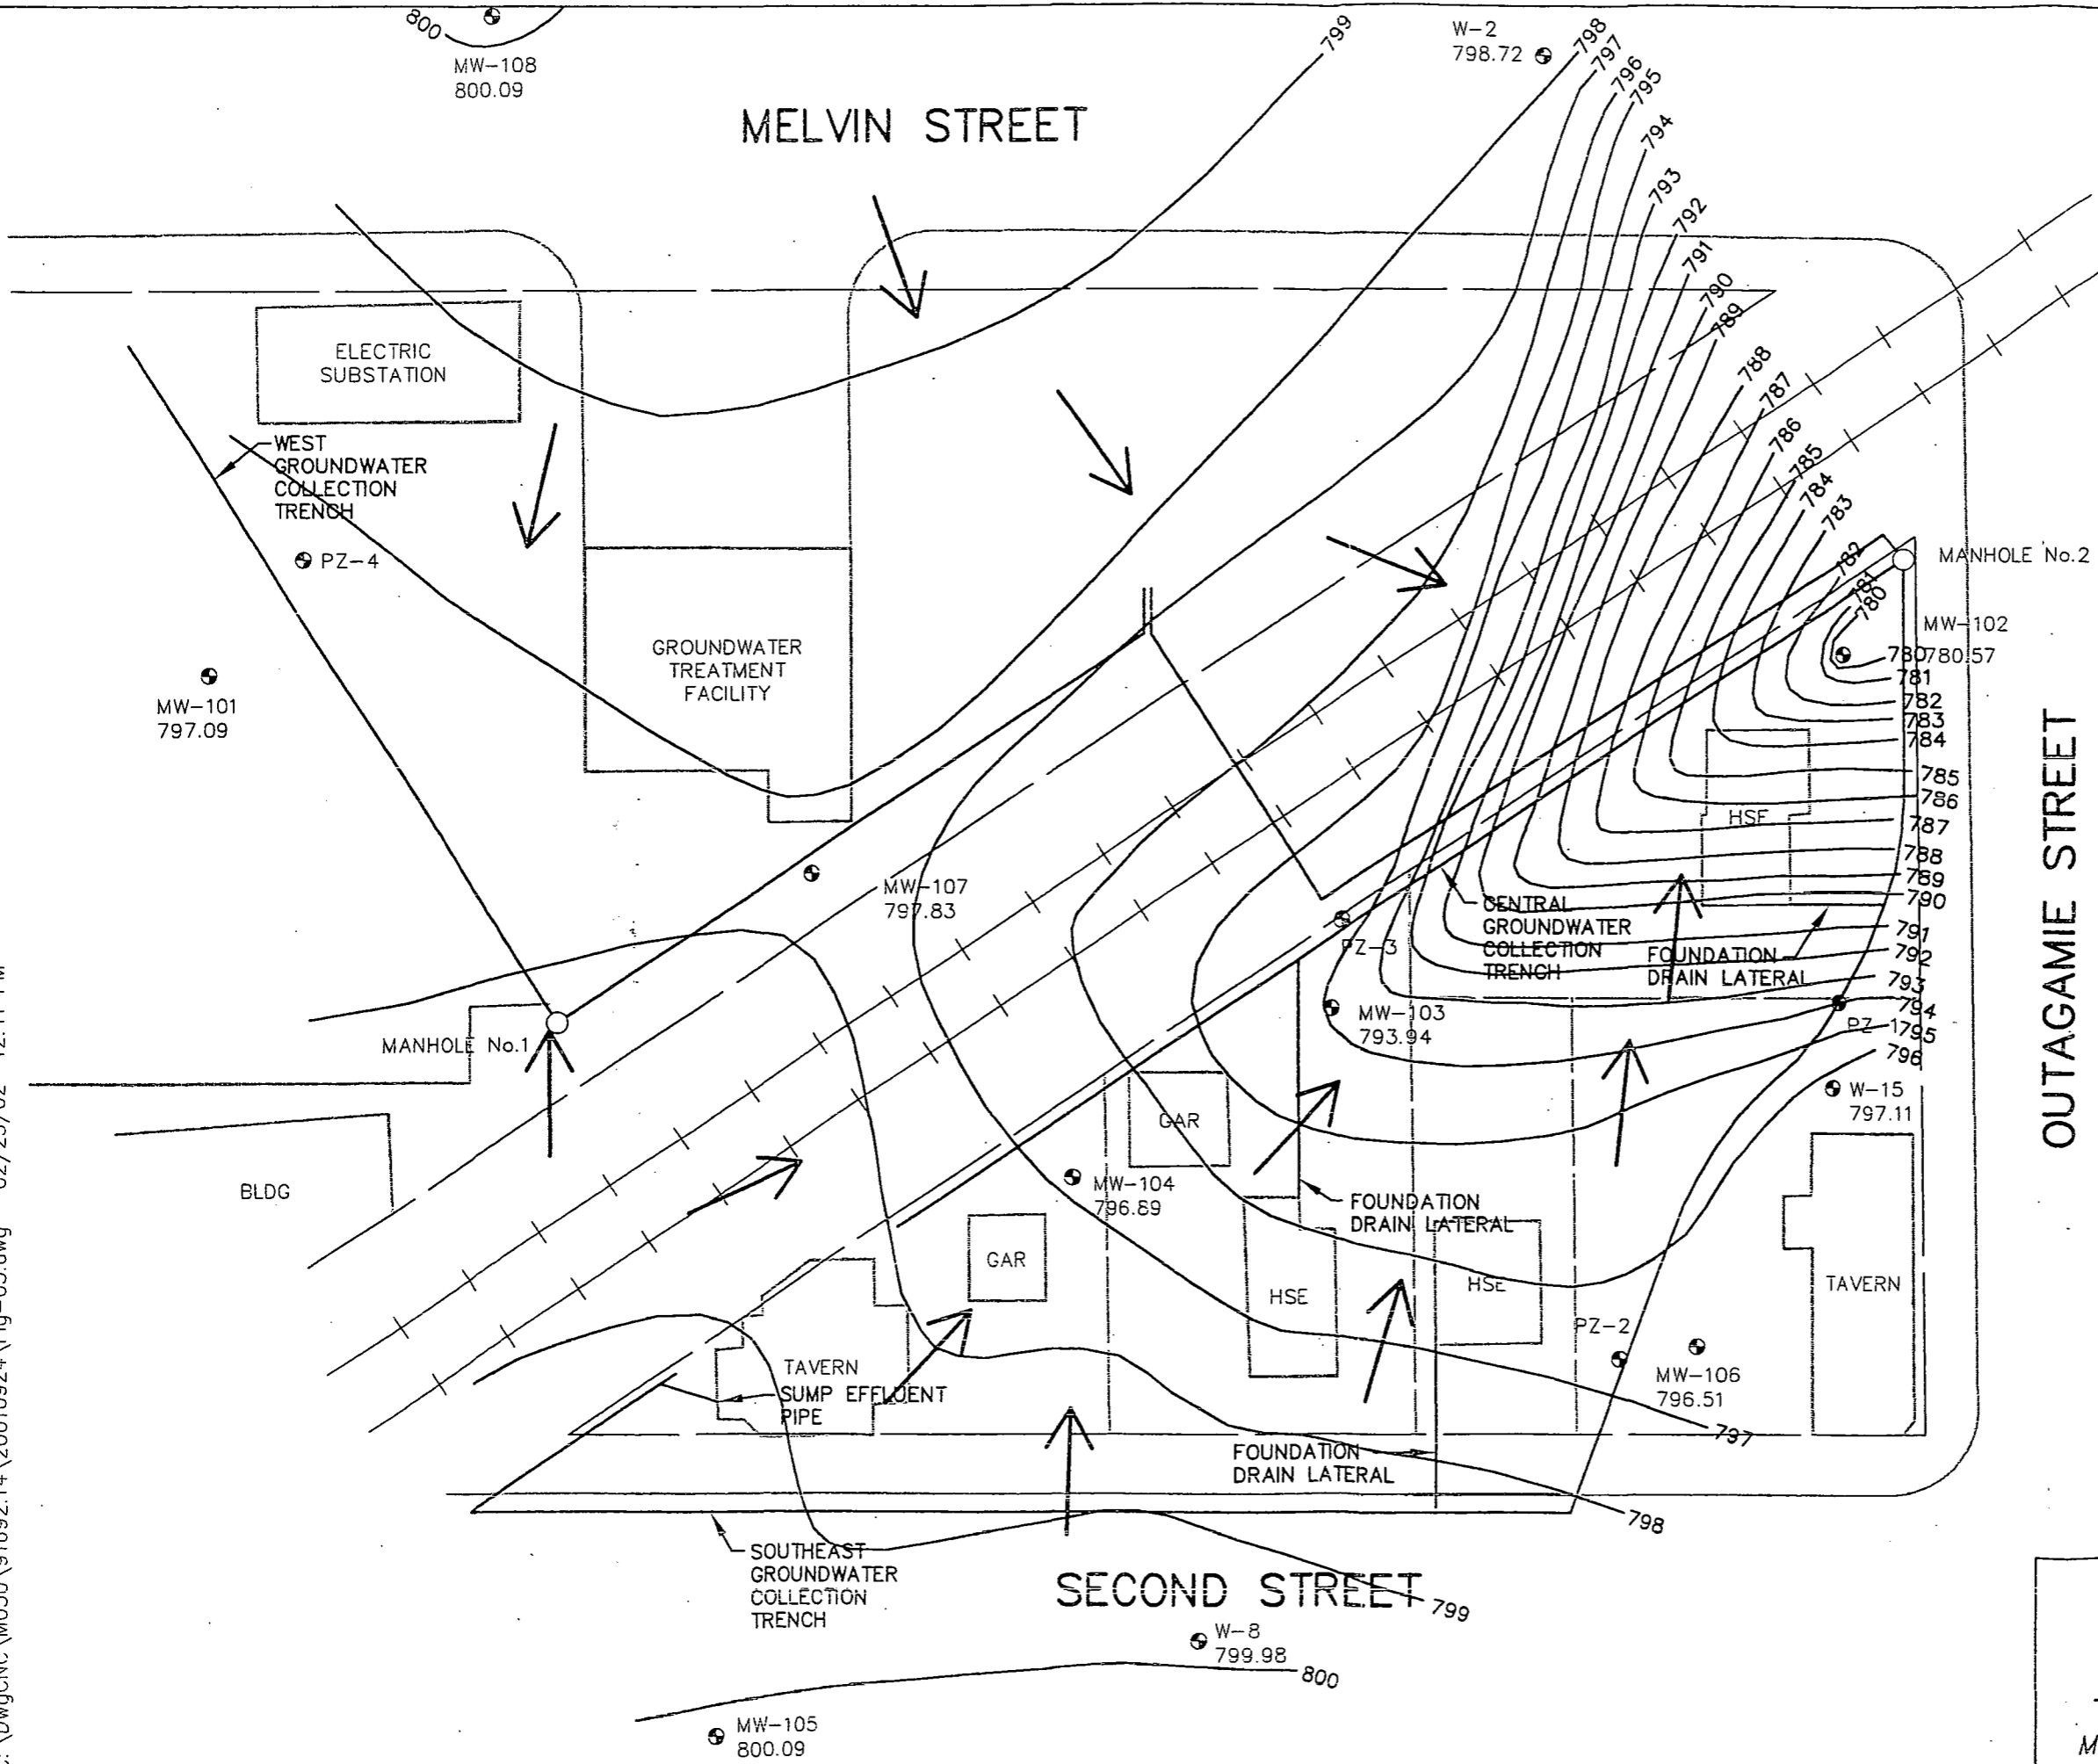 800
MW-108
800.09
MELVIN STREET
799
W-2
798.72
798
797
796
795
794
793
792
791
790
789
788
787
786
785
784
783
782
781
780
ELECTRIC
SUBSTATION
WEST
GROUNDWATER
COLLECTION
TRENCH
PZ-4
MW-101
797.09
GROUNDWATER
TREATMENT
FACILITY
MANHOLE No.2
MW-102
780
780.57
781
782
783
784
785
786
787
788
789
790
791
792
793
794
795
796
HSE
OUTAGAMIE STREET
MW-107
797.83
CENTRAL
GROUNDWATER
COLLECTION
TRENCH
PZ-3
FOUNDATION
DRAIN LATERAL
MW-103
793.94
PZ-1
W-15
797.11
MANHOLE No.1
BLDG
GAR
MW-104
796.89
FOUNDATION
DRAIN LATERAL
GAR
HSE
HSE
TAVERN
PZ-2
MW-106
796.51
TAVERN
SUMP EFFLUENT
PIPE
797
FOUNDATION
DRAIN LATERAL
798
SOUTHEAST
GROUNDWATER
COLLECTION
TRENCH
SECOND STREET
799
W-8
799.98
800
MW-105
800.09